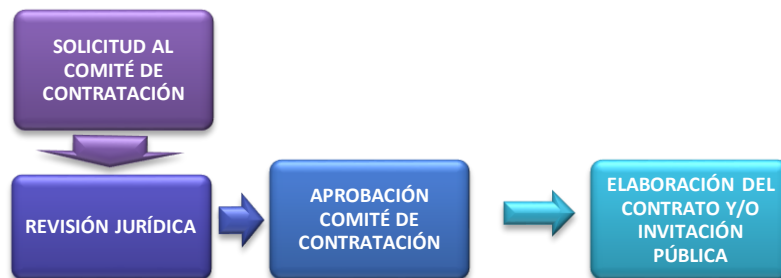 SOLICITUD AL
COMITÉ DE
CONTRATACIÓN
REVISIÓN JURÍDICA
APROBACIÓN
COMITÉ DE
CONTRATACIÓN
ELABORACIÓN DEL
CONTRATO Y/O
INVITACIÓN
PÚBLICA